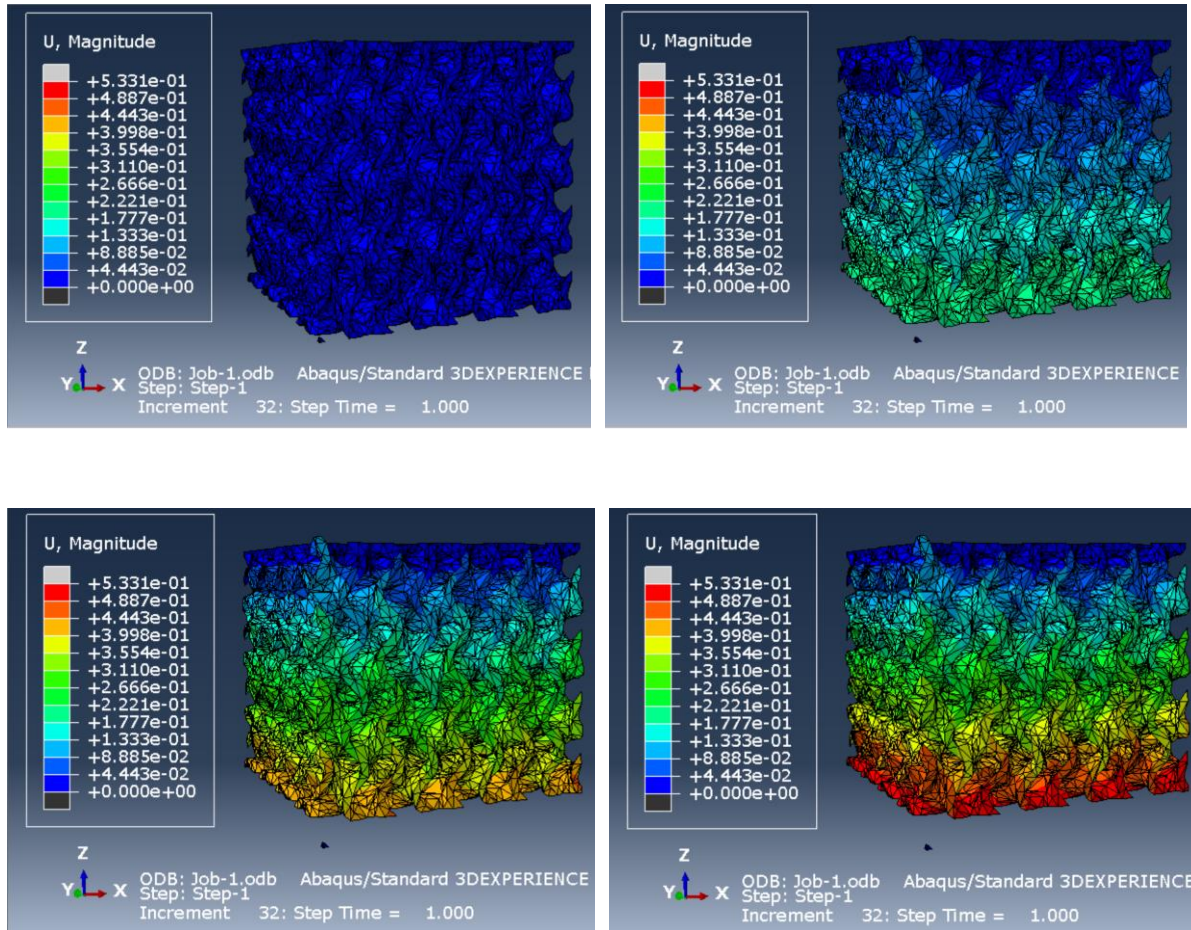 U, Magnitude
+5.331e-01
+4.887e-01
+4.443e-01
+3.998e-01
+3.554e-01
+3.110e-01
+2.666e-01
+2.221e-01
+1.777e-01
+1.333e-01
+8.885e-02
+4.443e-02
+0.000e+00
Z
Y X
ODB: Job-1.odb Abaqus/Standard 3DEXPERIENCE
Step: Step-1
Increment 32: Step Time = 1.000
U, Magnitude
+5.331e-01
+4.887e-01
+4.443e-01
+3.998e-01
+3.554e-01
+3.110e-01
+2.666e-01
+2.221e-01
+1.777e-01
+1.333e-01
+8.885e-02
+4.443e-02
+0.000e+00
Z
Y X
ODB: Job-1.odb Abaqus/Standard 3DEXPERIENCE
Step: Step-1
Increment 32: Step Time = 1.000
U, Magnitude
+5.331e-01
+4.887e-01
+4.443e-01
+3.998e-01
+3.554e-01
+3.110e-01
+2.666e-01
+2.221e-01
+1.777e-01
+1.333e-01
+8.885e-02
+4.443e-02
+0.000e+00
Z
Y X
ODB: Job-1.odb Abaqus/Standard 3DEXPERIENCE
Step: Step-1
Increment 32: Step Time = 1.000
U, Magnitude
+5.331e-01
+4.887e-01
+4.443e-01
+3.998e-01
+3.554e-01
+3.110e-01
+2.666e-01
+2.221e-01
+1.777e-01
+1.333e-01
+8.885e-02
+4.443e-02
+0.000e+00
Z
Y X
ODB: Job-1.odb Abaqus/Standard 3DEXPERIENCE
Step: Step-1
Increment 32: Step Time = 1.000